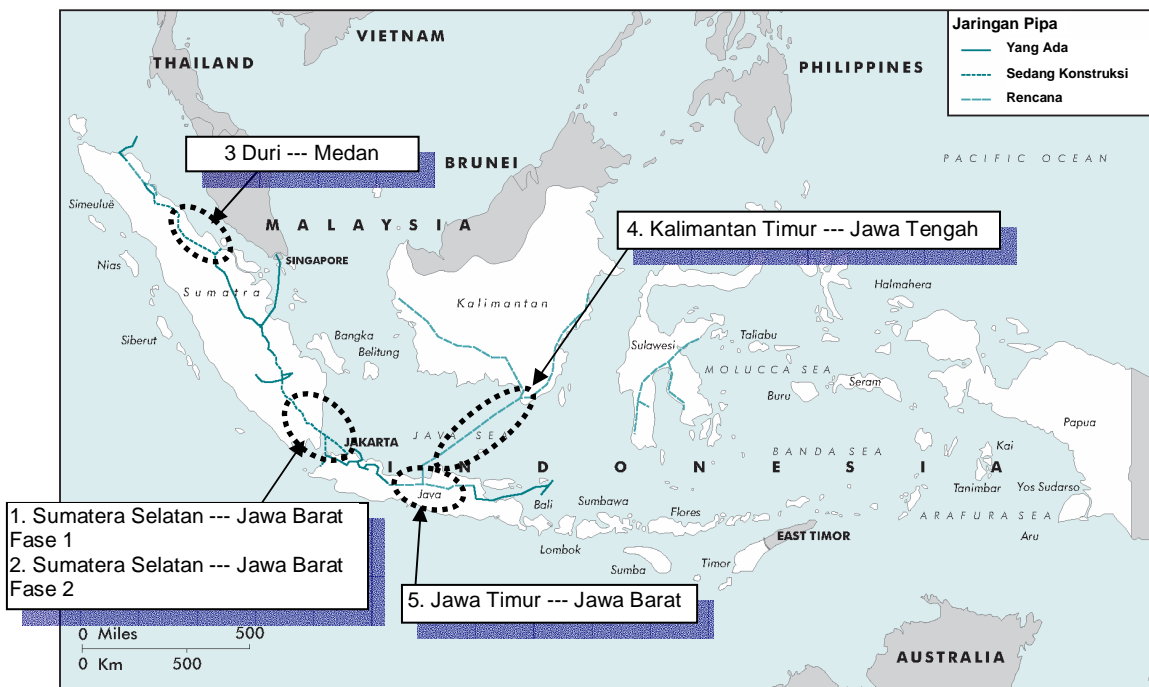 Jaringan Pipa
Yang Ada
Sedang Konstruksi
Rencana
VIETNAM
THAILAND
PHILIPPINES
3 Duri --- Medan
BRUNEI
PACIFIC OCEAN
Simeuluë
MALAYSIA
4. Kalimantan Timur --- Jawa Tengah
Nias
SINGAPORE
Sumatra
Kalimantan
Halmahera
Siberut
Bangka
Belitung
Sulawesi
Taliabu
MOLUCCA SEA
Buru
Seram
Papua
JAKARTA
JAVA SEA
BANDA SEA
Kai
INDONESIA
Java
Bali
Sumbawa
Flores
Tanimbar
Yos Sudarso
ARAFURA SEA
Aru
Lombok
Sumba
Timor
EAST TIMOR
1. Sumatera Selatan --- Jawa Barat
Fase 1
2. Sumatera Selatan --- Jawa Barat
Fase 2
5. Jawa Timur --- Jawa Barat
0 Miles 500
0 Km 500
AUSTRALIA